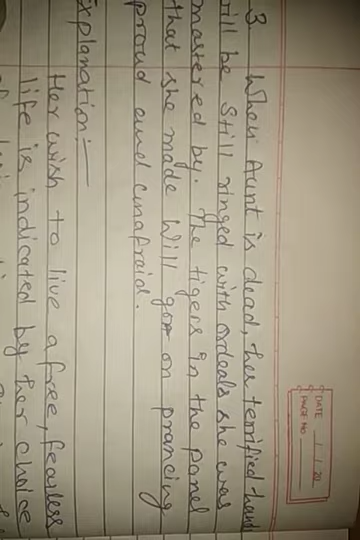 DATE / / 20
PAGE NO.
3 When Aunt is dead, her terrified hand
will be still ringed with ordeals she was
mastered by. The tigers in the panel
that she made will go on prancing
proud and unafraid.
Explanation:-
Her wish to live a free, fearless
life is indicated by her choice
of